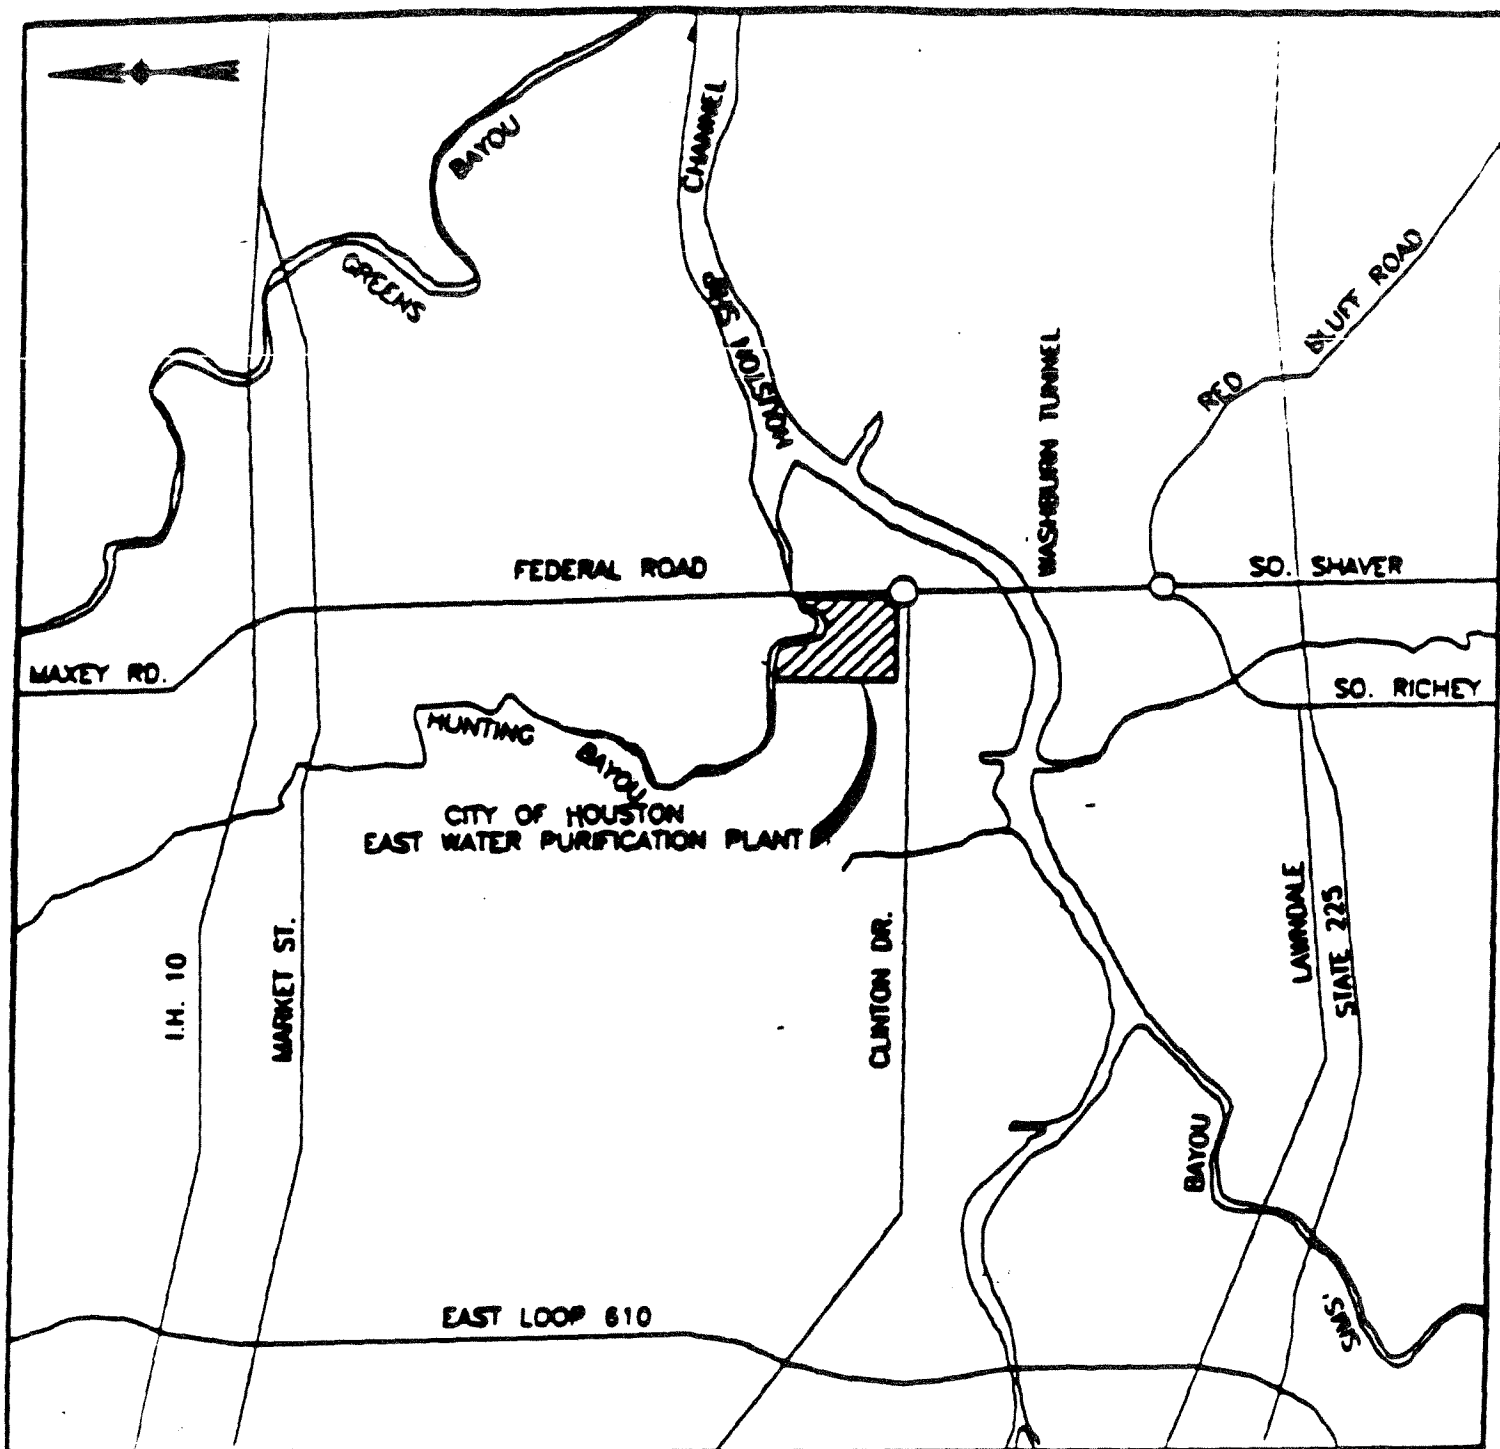 CHANNEL
BAYOU
GREENS
HOUSTON SHIP
BLUFF ROAD
RED
WASHBURN TUNNEL
FEDERAL ROAD
SO. SHAVER
MAXEY RD.
SO. RICHEY
HUNTING
BAYOU
CITY OF HOUSTON
EAST WATER PURIFICATION PLANT
I.H. 10
MARKET ST.
CLINTON DR.
LAWNDALE
STATE 225
BAYOU
SIMS'
EAST LOOP 610